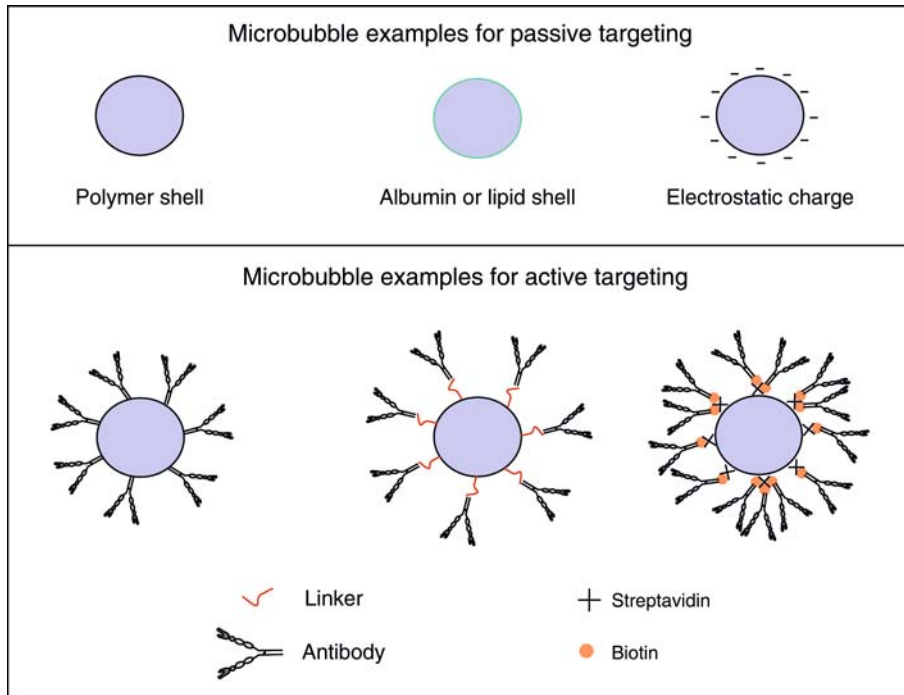 Microbubble examples for passive targeting
Polymer shell
Albumin or lipid shell
Electrostatic charge
Microbubble examples for active targeting
Linker
Streptavidin
Antibody
Biotin